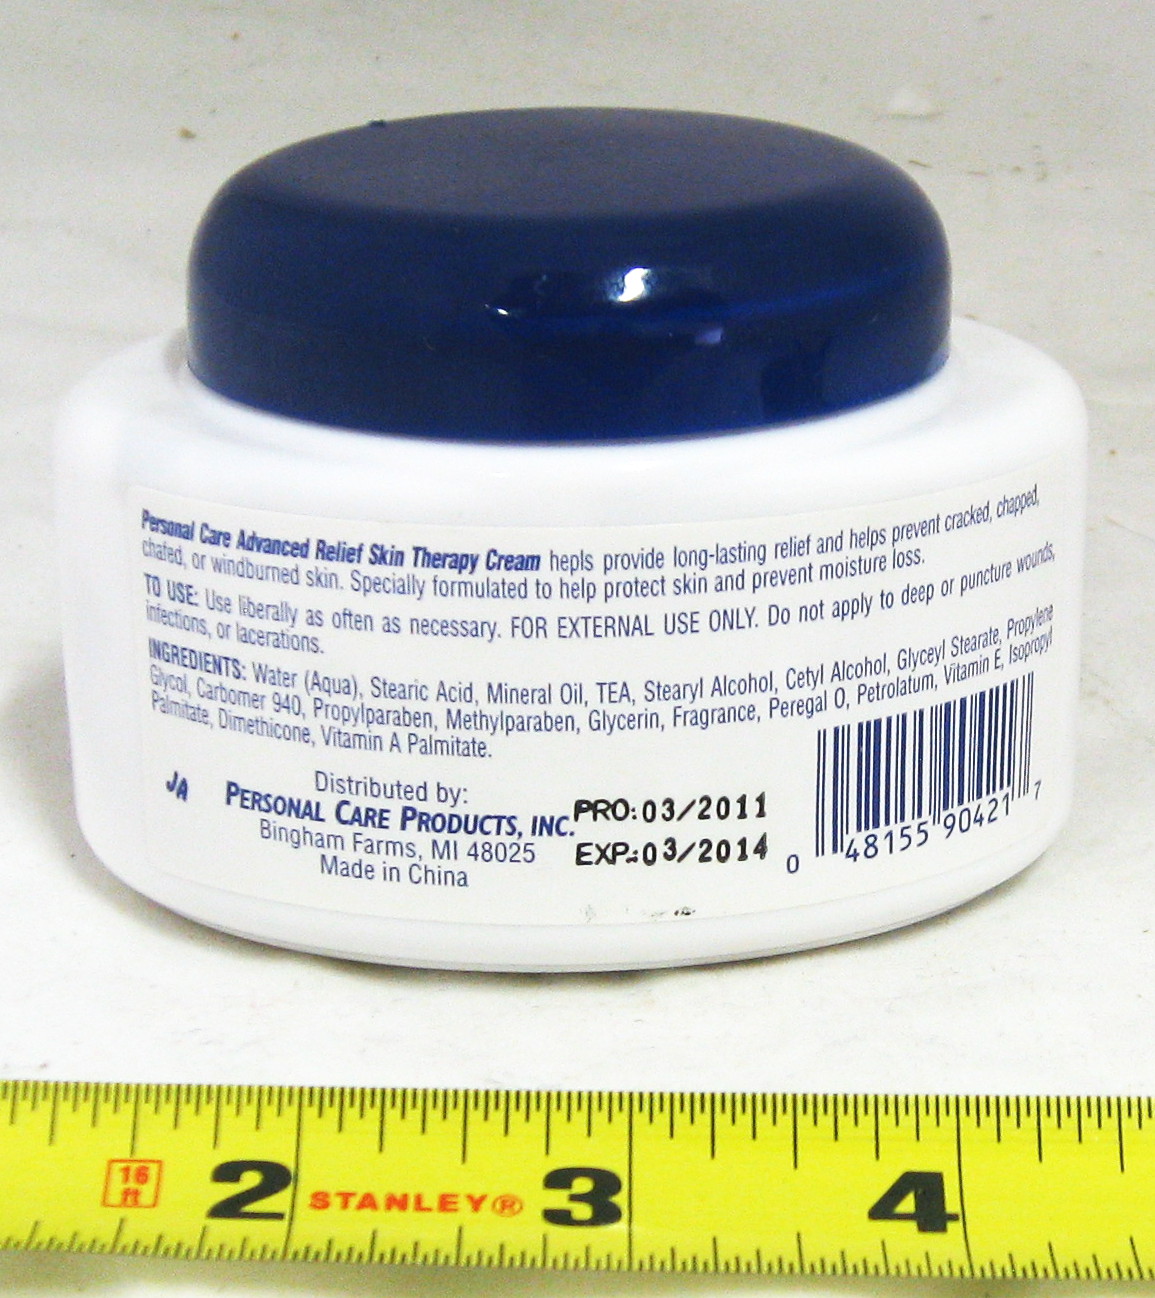 Personal Care Advanced Relief Skin Therapy Cream hepls provide long-lasting relief and helps prevent cracked, chapped,
chafed, or windburned skin. Specially formulated to help protect skin and prevent moisture loss.
TO USE: Use liberally as often as necessary. FOR EXTERNAL USE ONLY. Do not apply to deep or puncture wounds,
infections, or lacerations.
INGREDIENTS: Water (Aqua), Stearic Acid, Mineral Oil, TEA, Stearyl Alcohol, Cetyl Alcohol, Glyceyl Stearate, Propylene
Glycol, Carbomer 940, Propylparaben, Methylparaben, Glycerin, Fragrance, Peregal O, Petrolatum, Vitamin E, Isopropyl
Palmitate, Dimethicone, Vitamin A Palmitate.
JA
Distributed by:
PERSONAL CARE PRODUCTS, INC.
Bingham Farms, MI 48025
Made in China
PRO:03/2011
EXP:03/2014
0 48155 90421 7
16 ft
2 STANLEY® 3 4